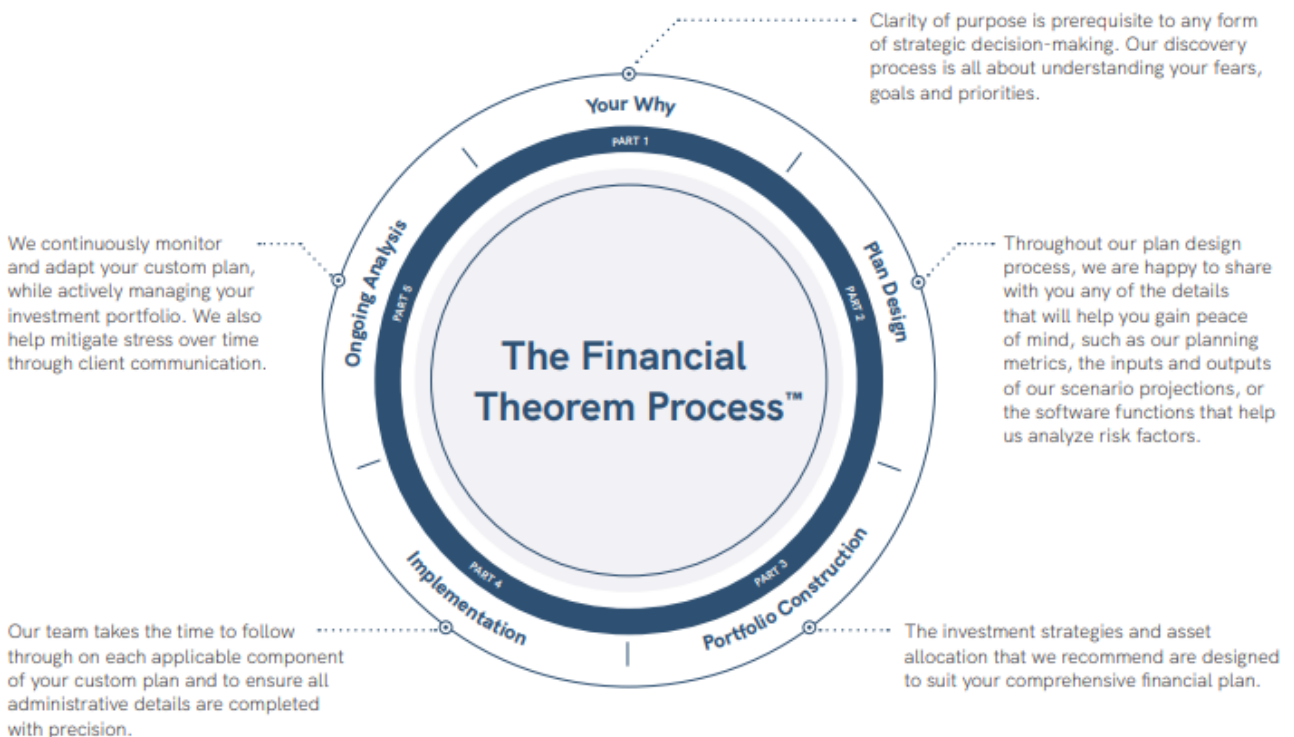 Clarity of purpose is prerequisite to any form
of strategic decision-making. Our discovery
process is all about understanding your fears,
goals and priorities.
Your Why
PART 1
Plan Design
PART 2
Throughout our plan design
process, we are happy to share
with you any of the details
that will help you gain peace
of mind, such as our planning
metrics, the inputs and outputs
of our scenario projections, or
the software functions that help
us analyze risk factors.
The Financial
Theorem Process™
Portfolio Construction
PART 3
The investment strategies and asset
allocation that we recommend are designed
to suit your comprehensive financial plan.
Implementation
PART 4
Our team takes the time to follow
through on each applicable component
of your custom plan and to ensure all
administrative details are completed
with precision.
Ongoing Analysis
PART 5
We continuously monitor
and adapt your custom plan,
while actively managing your
investment portfolio. We also
help mitigate stress over time
through client communication.